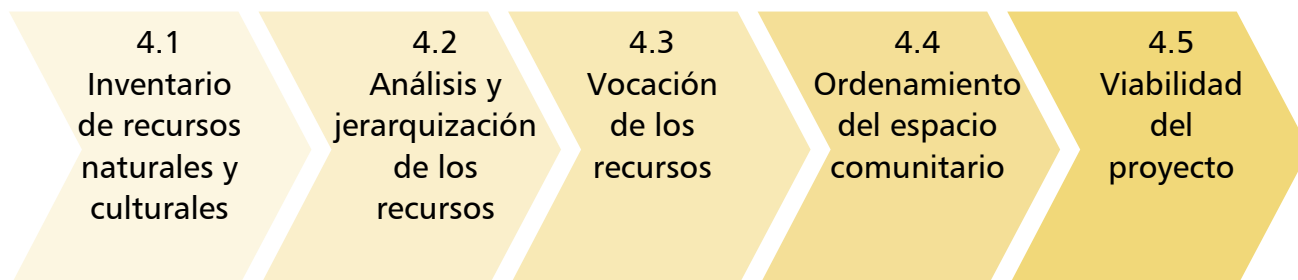 4.1
Inventario
de recursos
naturales y
culturales
4.2
Análisis y
jerarquización
de los
recursos
4.3
Vocación
de los
recursos
4.4
Ordenamiento
del espacio
comunitario
4.5
Viabilidad
del
proyecto